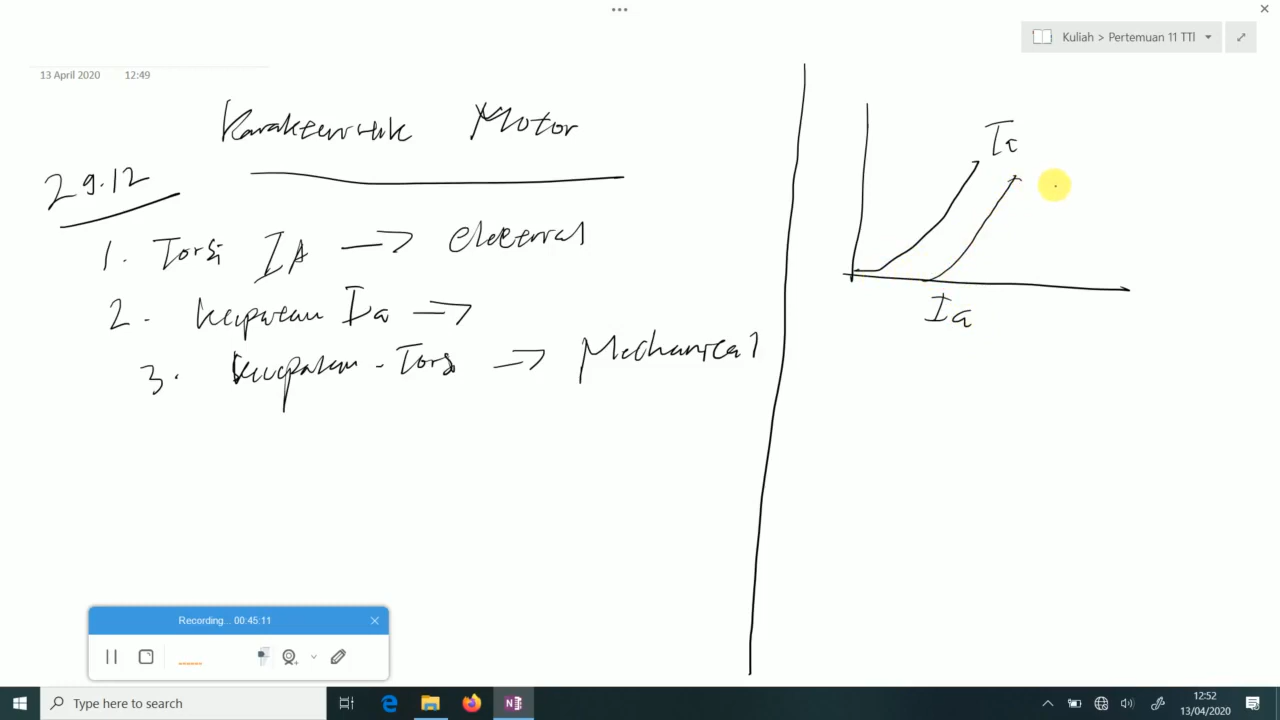 Kuliah > Pertemuan 11 TTI
13 April 2020 12:49
Karakteristik Motor
29.12
1. Torsi IA → electrical
2. Kecepatan Ia →
3. Kecepatan - Torsi → Mechanical
Ia
Recording... 00:45:11
Type here to search
12:52
13/04/2020